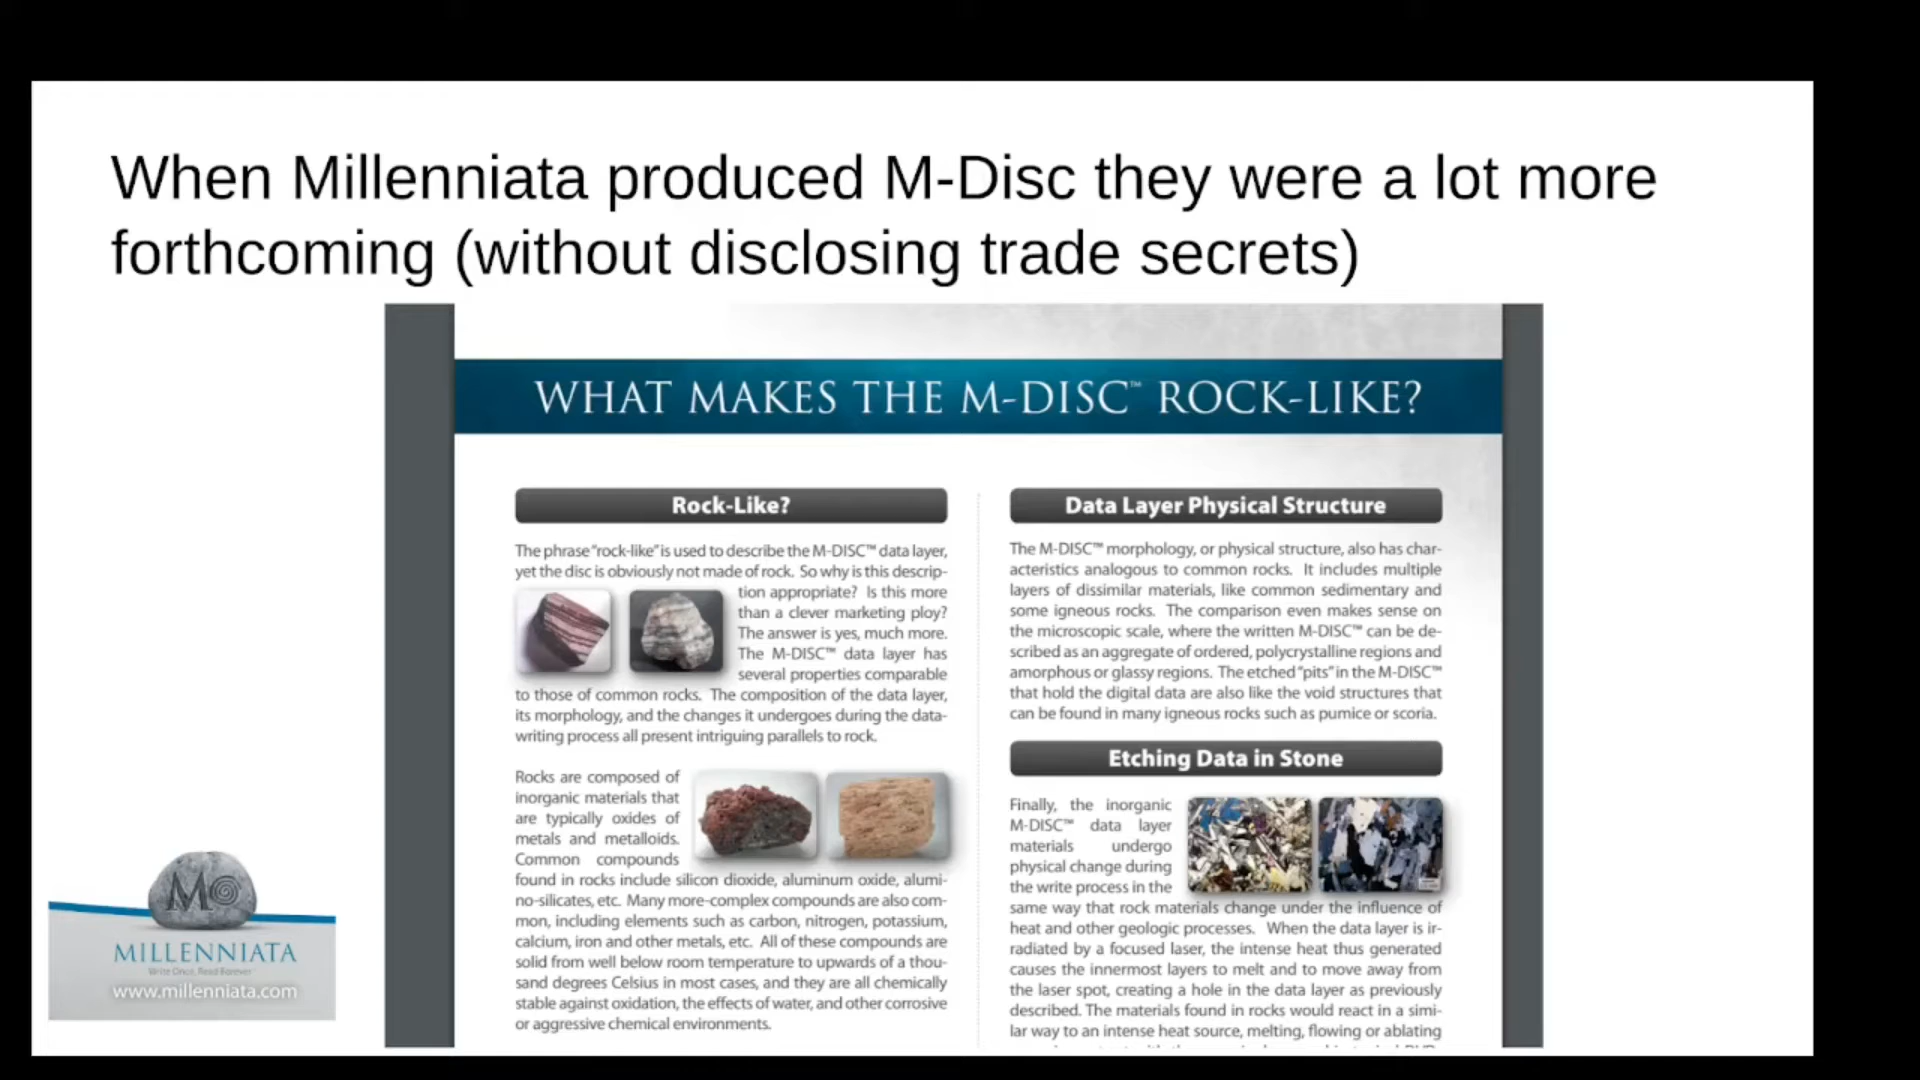 When Millenniata produced M-Disc they were a lot more
forthcoming (without disclosing trade secrets)
WHAT MAKES THE M-DISC™ ROCK-LIKE?
Rock-Like?
The phrase “rock-like” is used to describe the M-DISC™ data layer,
yet the disc is obviously not made of rock. So why is this descrip-
tion appropriate? Is this more
than a clever marketing ploy?
The answer is yes, much more.
The M-DISC™ data layer has
several properties comparable
to those of common rocks. The composition of the data layer,
its morphology, and the changes it undergoes during the data-
writing process all present intriguing parallels to rock.
Rocks are composed of
inorganic materials that
are typically oxides of
metals and metalloids.
Common compounds
found in rocks include silicon dioxide, aluminum oxide, alumi-
no-silicates, etc. Many more-complex compounds are also com-
mon, including elements such as carbon, nitrogen, potassium,
calcium, iron and other metals, etc. All of these compounds are
solid from well below room temperature to upwards of a thou-
sand degrees Celsius in most cases, and they are all chemically
stable against oxidation, the effects of water, and other corrosive
or aggressive chemical environments.
Data Layer Physical Structure
The M-DISC™ morphology, or physical structure, also has char-
acteristics analogous to common rocks. It includes multiple
layers of dissimilar materials, like common sedimentary and
some igneous rocks. The comparison even makes sense on
the microscopic scale, where the written M-DISC™ can be de-
scribed as an aggregate of ordered, polycrystalline regions and
amorphous or glassy regions. The etched “pits” in the M-DISC™
that hold the digital data are also like the void structures that
can be found in many igneous rocks such as pumice or scoria.
Etching Data in Stone
Finally, the inorganic
M-DISC™ data layer
materials undergo
physical change during
the write process in the
same way that rock materials change under the influence of
heat and other geologic processes. When the data layer is ir-
radiated by a focused laser, the intense heat thus generated
causes the innermost layers to melt and to move away from
the laser spot, creating a hole in the data layer as previously
described. The materials found in rocks would react in a simi-
lar way to an intense heat source, melting, flowing or ablating
M
MILLENNIATA
Write Once, Read Forever
www.millenniata.com